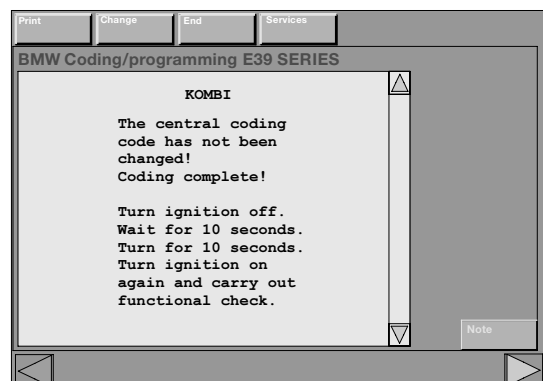 Print
Change
End
Services
BMW Coding/programming E39 SERIES
KOMBI
The central coding
code has not been
changed!
Coding complete!
Turn ignition off.
Wait for 10 seconds.
Turn for 10 seconds.
Turn ignition on
again and carry out
functional check.
Note